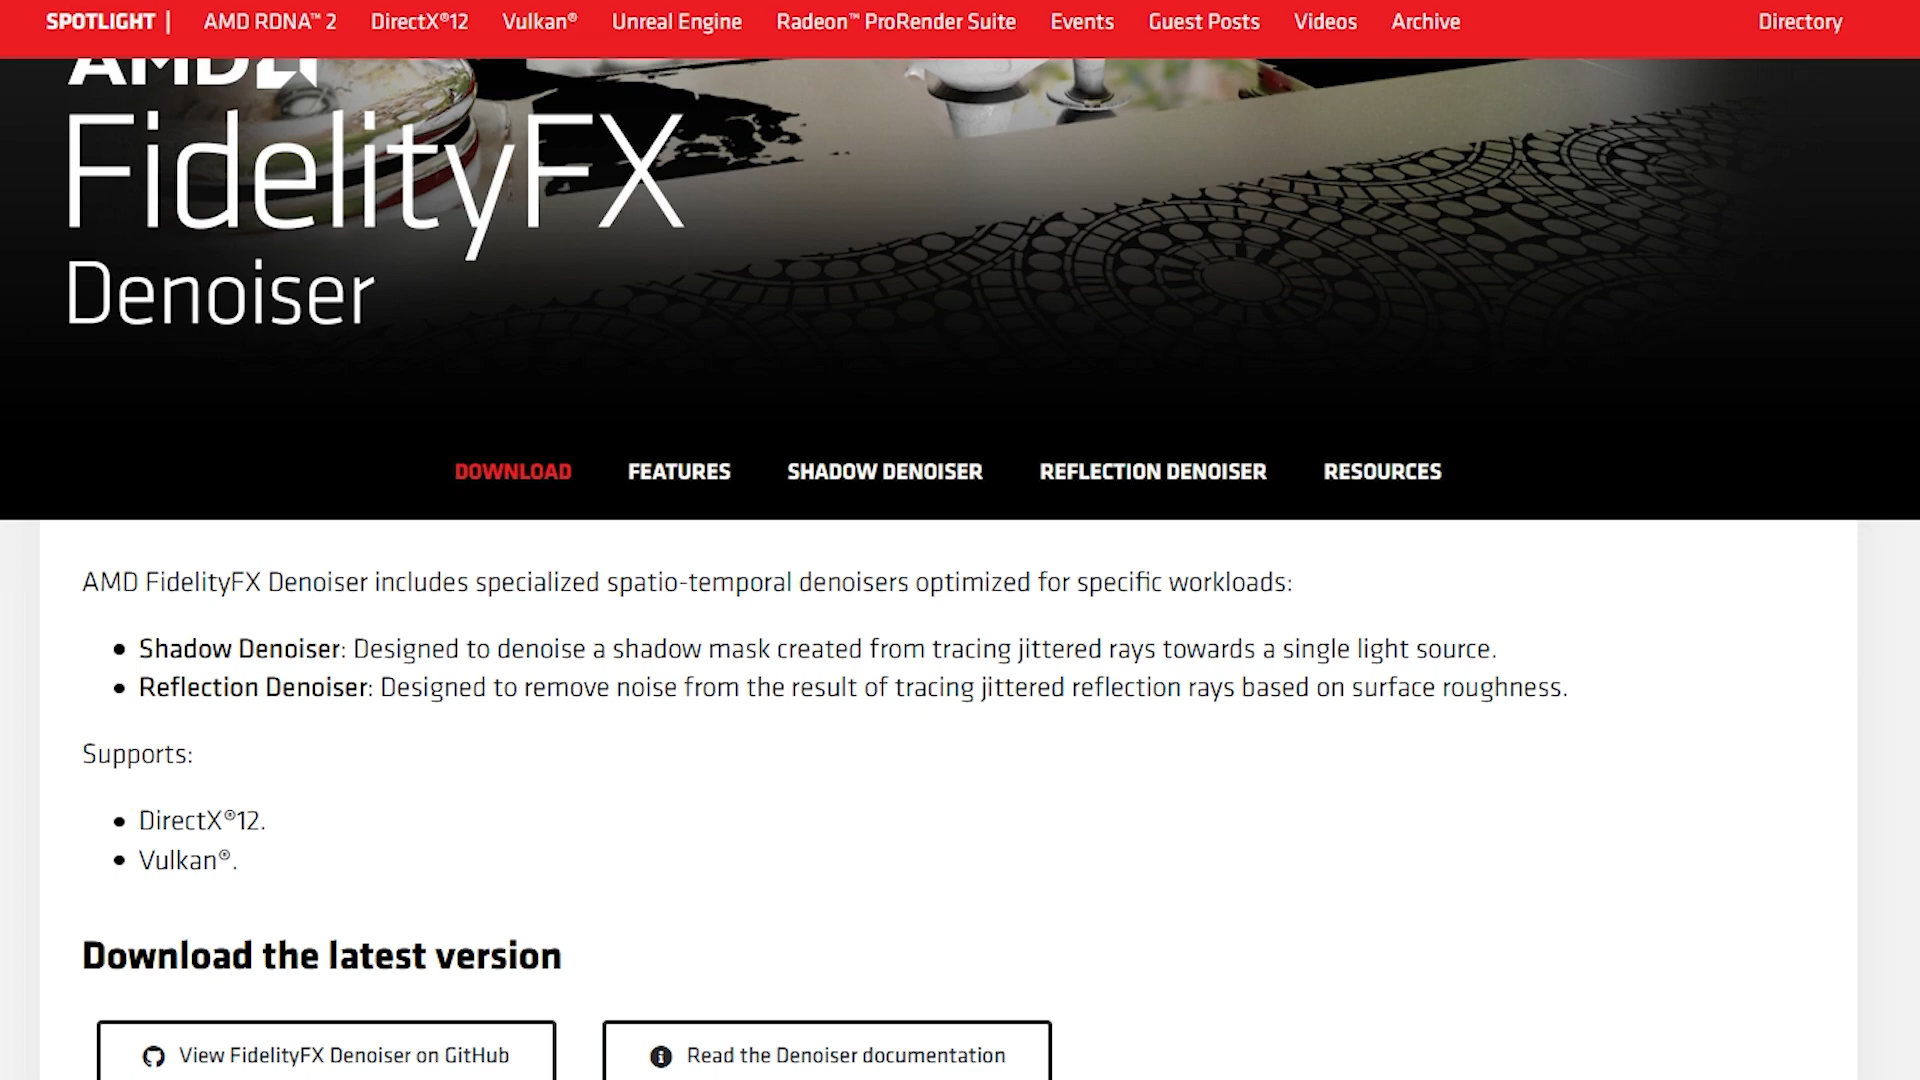 SPOTLIGHT | AMD RDNA™ 2 DirectX®12 Vulkan® Unreal Engine Radeon™ ProRender Suite Events Guest Posts Videos Archive Directory
AMD
FidelityFX
Denoiser
DOWNLOAD FEATURES SHADOW DENOISER REFLECTION DENOISER RESOURCES
AMD FidelityFX Denoiser includes specialized spatio-temporal denoisers optimized for specific workloads:
• Shadow Denoiser: Designed to denoise a shadow mask created from tracing jittered rays towards a single light source.
• Reflection Denoiser: Designed to remove noise from the result of tracing jittered reflection rays based on surface roughness.
Supports:
• DirectX®12.
• Vulkan®.
Download the latest version
View FidelityFX Denoiser on GitHub Read the Denoiser documentation